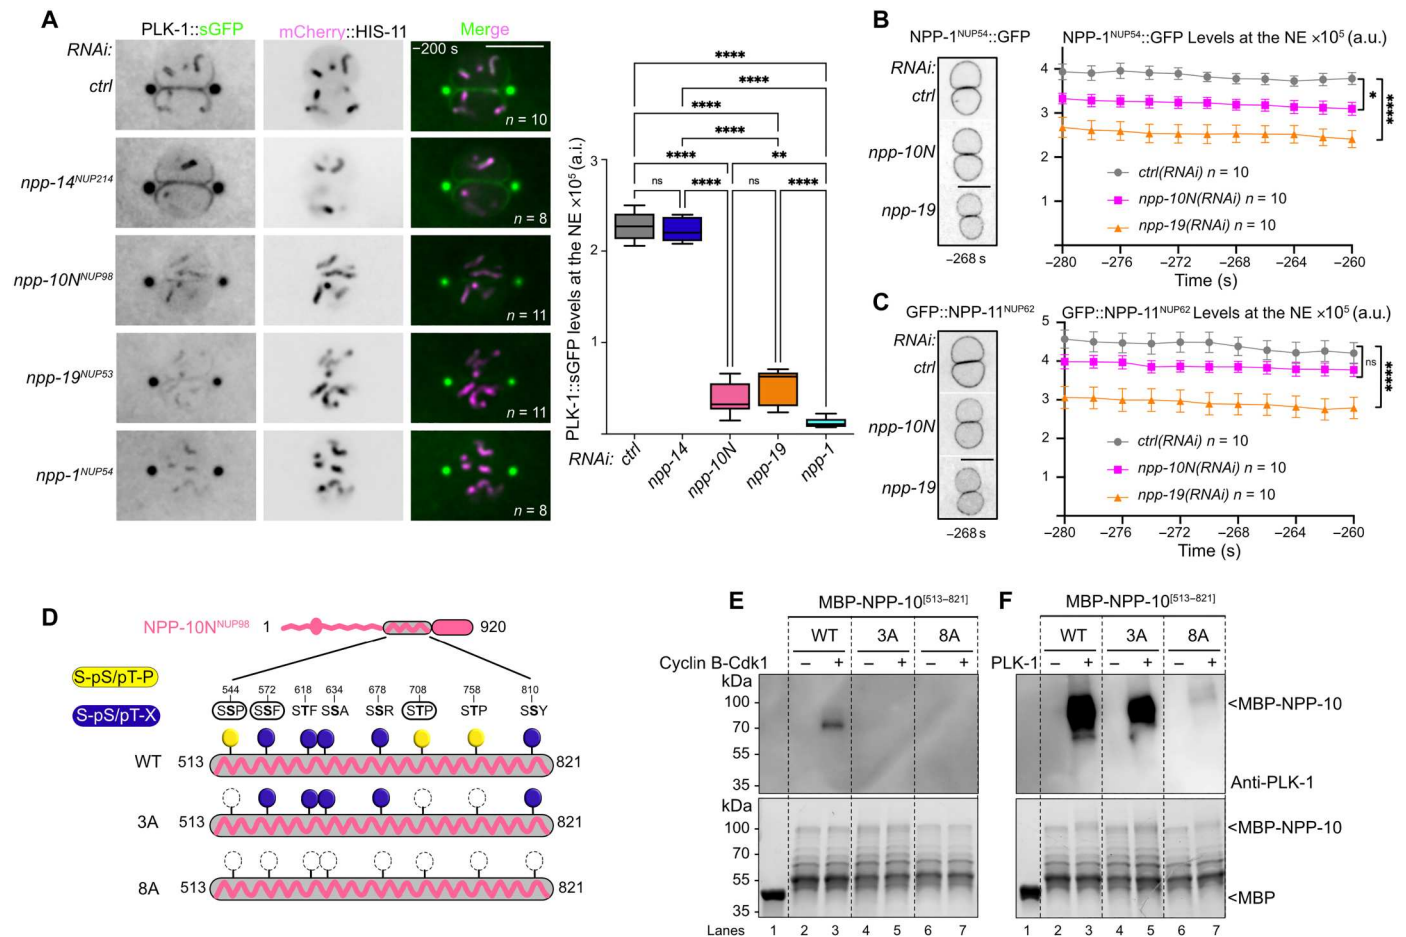 A
PLK-1::sGFP
mCherry::HIS-11
Merge
RNAi:
ctrl
−200 s
n = 10
npp-14NUP214
n = 8
npp-10NNUP98
n = 11
npp-19NUP53
n = 11
npp-1NUP54
n = 8
PLK-1::sGFP levels at the NE ×10⁵ (a.i.)
3
2
1
****
****
****
****
**** **
ns **** ns ****
RNAi: ctrl npp-14 npp-10N npp-19 npp-1
B
NPP-1NUP54::GFP
RNAi:
ctrl
npp-10N
npp-19
−268 s
NPP-1NUP54::GFP Levels at the NE ×10⁵ (a.u.)
4
3
2
1
* ****
ctrl(RNAi) n = 10
npp-10N(RNAi) n = 10
npp-19(RNAi) n = 10
−280 −276 −272 −268 −264 −260
Time (s)
C
GFP::NPP-11NUP62
RNAi:
ctrl
npp-10N
npp-19
−268 s
GFP::NPP-11NUP62 Levels at the NE ×10⁵ (a.u.)
5
4
3
2
1
ns ****
ctrl(RNAi) n = 10
npp-10N(RNAi) n = 10
npp-19(RNAi) n = 10
−280 −276 −272 −268 −264 −260
Time (s)
D
NPP-10NNUP98 1 920
S-pS/pT-P
S-pS/pT-X
544 572 618 634 678 708 758 810
SSP SSF STF SSA SSR STP STP SSY
WT 513 821
3A 513 821
8A 513 821
E
MBP-NPP-10[513–821]
WT 3A 8A
Cyclin B-Cdk1 − + − + − +
kDa
100
70
55
35
kDa
100
70
55
35
Lanes 1 2 3 4 5 6 7
F
MBP-NPP-10[513–821]
WT 3A 8A
PLK-1 − + − + − +
<MBP-NPP-10
Anti-PLK-1
<MBP-NPP-10
<MBP
1 2 3 4 5 6 7